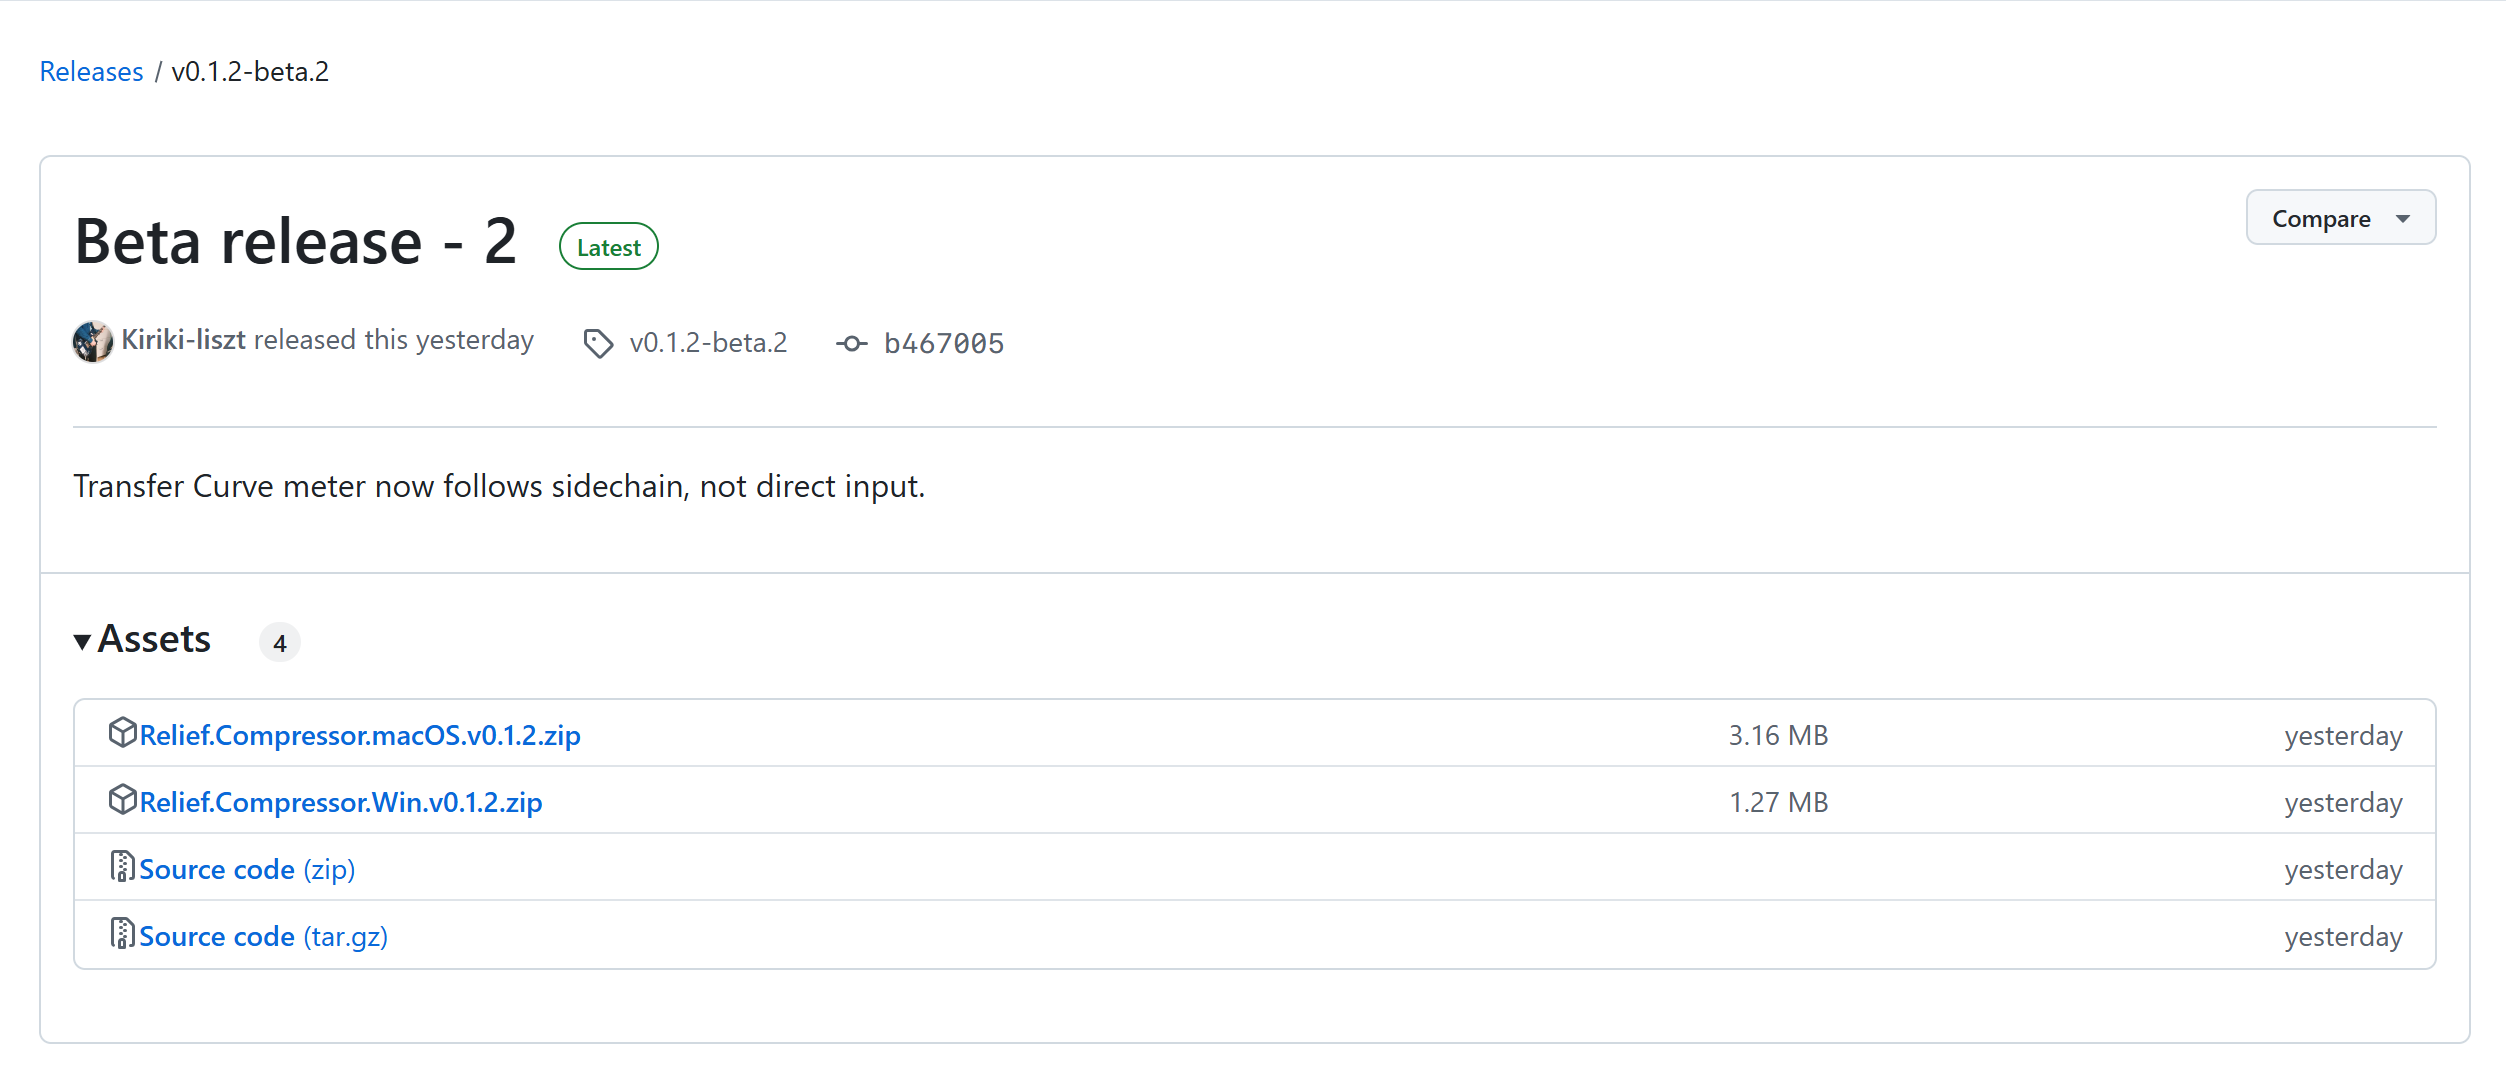 Releases / v0.1.2-beta.2
Beta release - 2 Latest
Compare
Kiriki-liszt released this yesterday v0.1.2-beta.2 b467005
Transfer Curve meter now follows sidechain, not direct input.
Assets 4
Relief.Compressor.macOS.v0.1.2.zip 3.16 MB yesterday
Relief.Compressor.Win.v0.1.2.zip 1.27 MB yesterday
Source code (zip) yesterday
Source code (tar.gz) yesterday